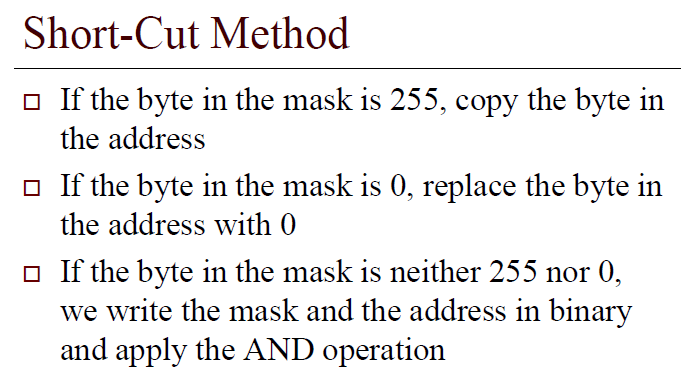 Short-Cut Method
If the byte in the mask is 255, copy the byte in
the address
If the byte in the mask is 0, replace the byte in
the address with 0
If the byte in the mask is neither 255 nor 0,
we write the mask and the address in binary
and apply the AND operation